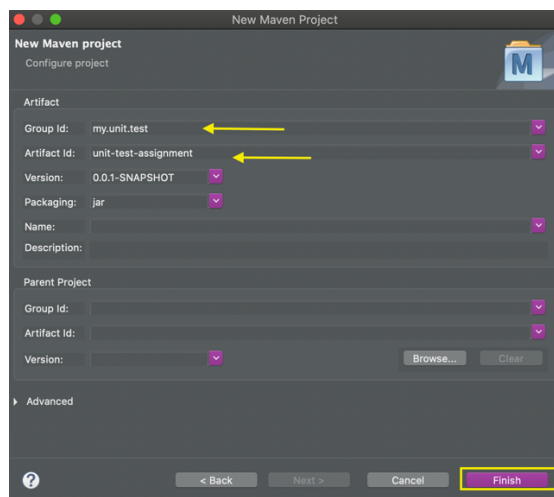 New Maven Project
New Maven project
Configure project
M
Artifact
Group Id: my.unit.test
Artifact Id: unit-test-assignment
Version: 0.0.1-SNAPSHOT
Packaging: jar
Name:
Description:
Parent Project
Group Id:
Artifact Id:
Version: Browse... Clear
Advanced
? < Back Next > Cancel Finish